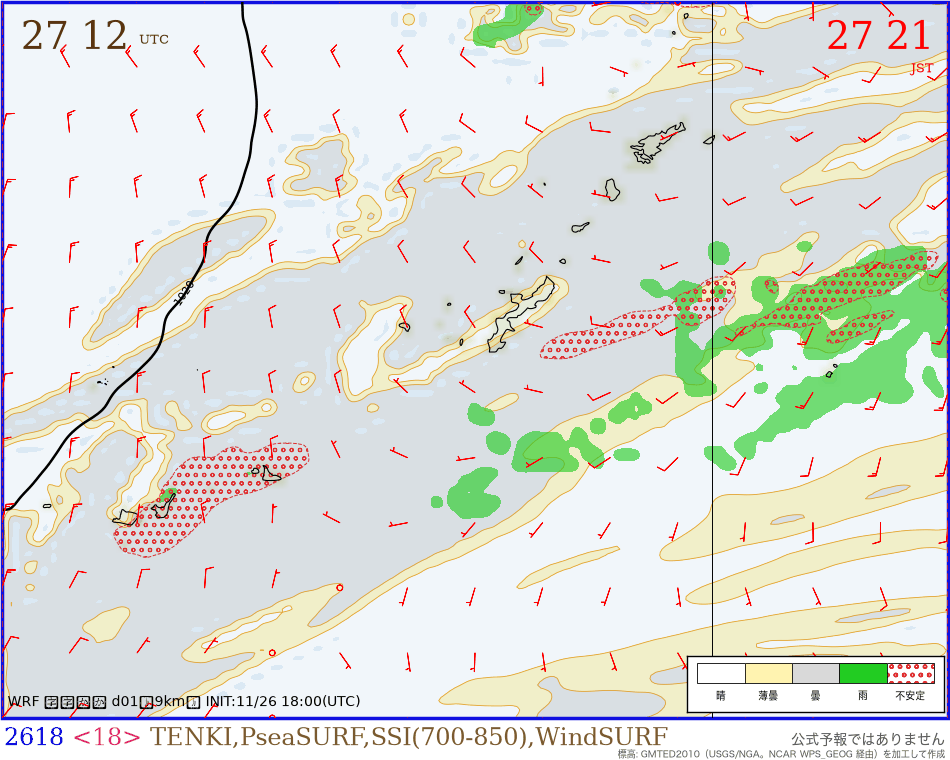 27 12 UTC
27 21
JST
1020
WRF d01 9km INIT:11/26 18:00(UTC)
晴 薄曇 曇 雨 不安定
2618 <18> TENKI,PseaSURF,SSI(700-850),WindSURF
公式予報ではありません
標高: GMTED2010（USGS/NGA。NCAR WPS_GEOG 経由）を加工して作成